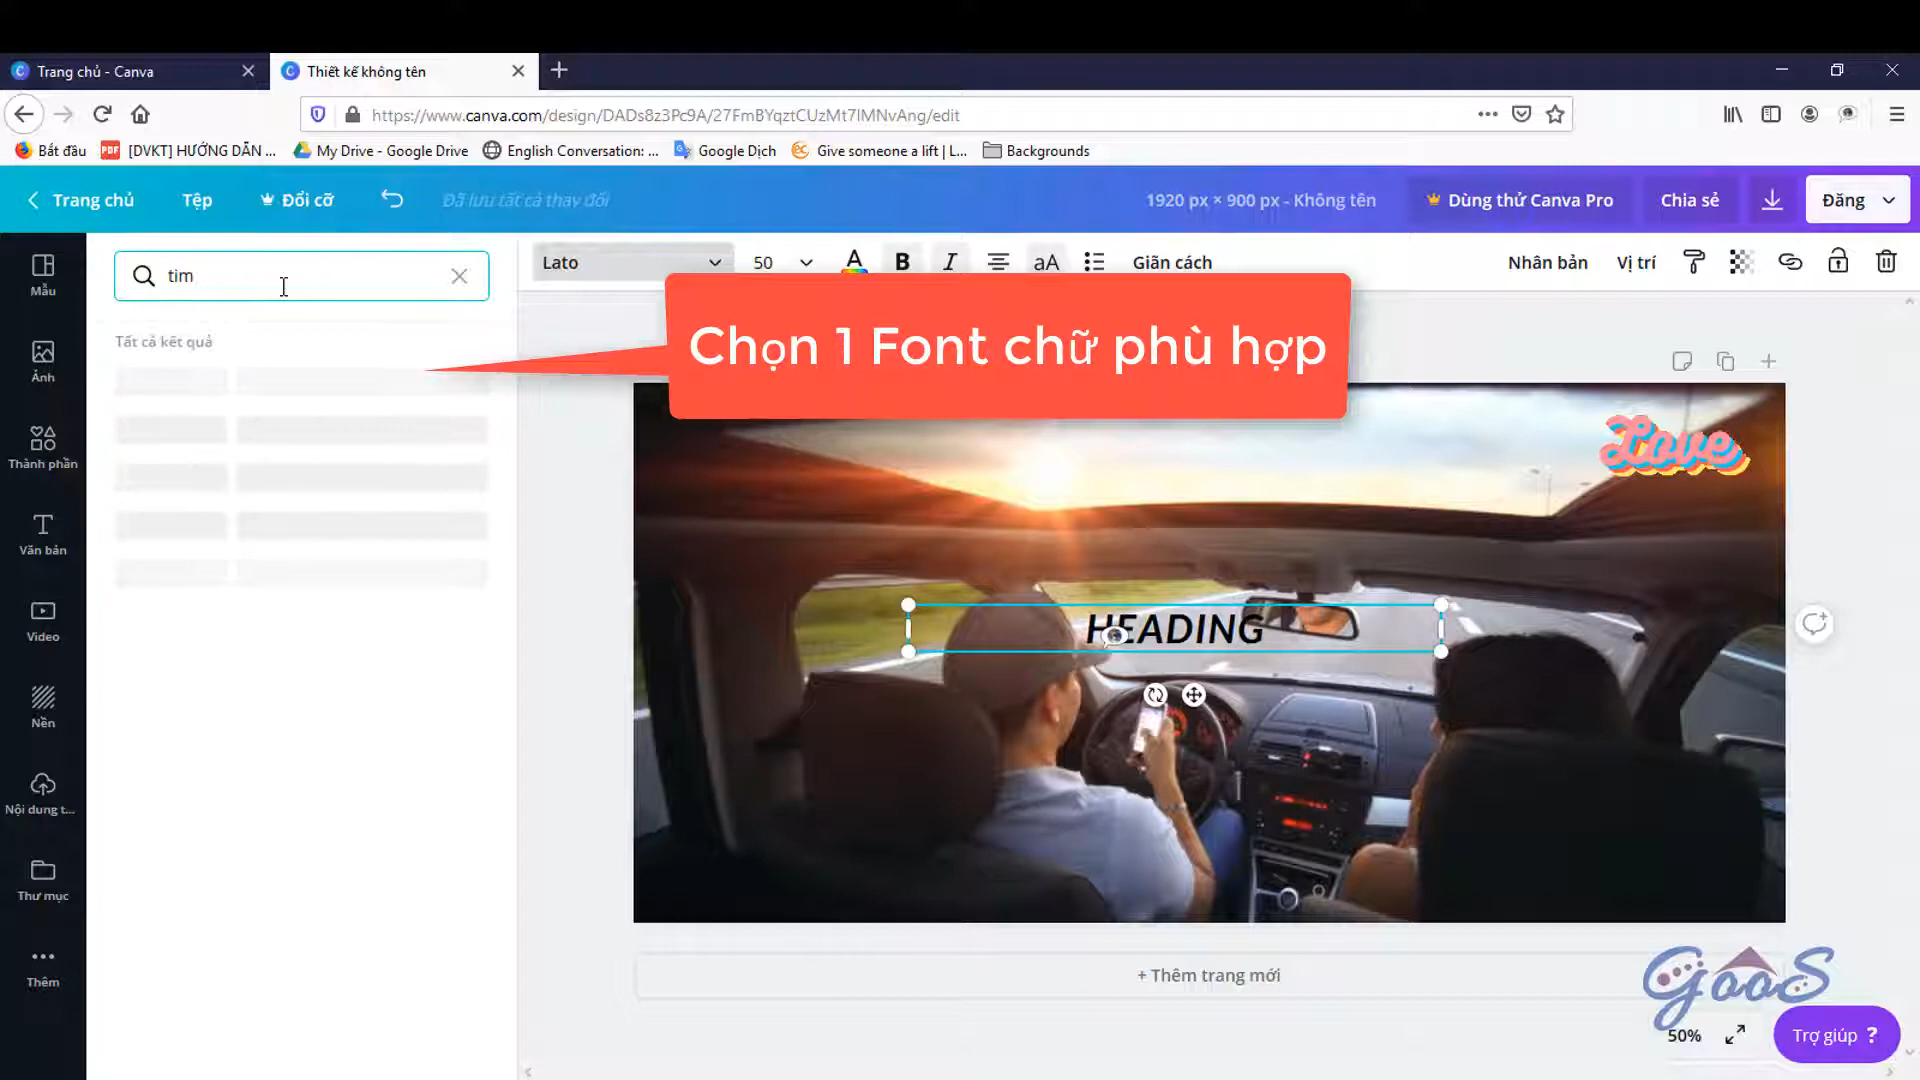 Trang chủ - Canva
Thiết kế không tên
https://www.canva.com/design/DADs8z3Pc9A/27FmBYqztCUzMt7lMNvAng/edit
Bắt đầu
[DVKT] HƯỚNG DẪN ...
My Drive - Google Drive
English Conversation: ...
Google Dịch
Give someone a lift | L...
Backgrounds
Trang chủ
Tệp
Đổi cỡ
Đã lưu tất cả thay đổi
1920 px × 900 px - Không tên
Dùng thử Canva Pro
Chia sẻ
Đăng
Mẫu
Ảnh
Thành phần
Văn bản
Video
Nền
Nội dung t...
Thư mục
Thêm
tim
Tất cả kết quả
Lato
50
A
B
I
aA
Giãn cách
Nhân bản
Vị trí
Chọn 1 Font chữ phù hợp
Love
HEADING
+ Thêm trang mới
GooS
50%
Trợ giúp ?